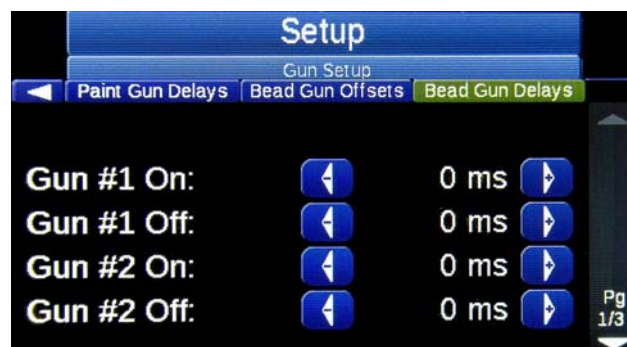 Setup
Gun Setup
Paint Gun Delays Bead Gun Offsets Bead Gun Delays
Gun #1 On: - 0 ms +
Gun #1 Off: - 0 ms +
Gun #2 On: - 0 ms +
Gun #2 Off: - 0 ms +
Pg
1/3